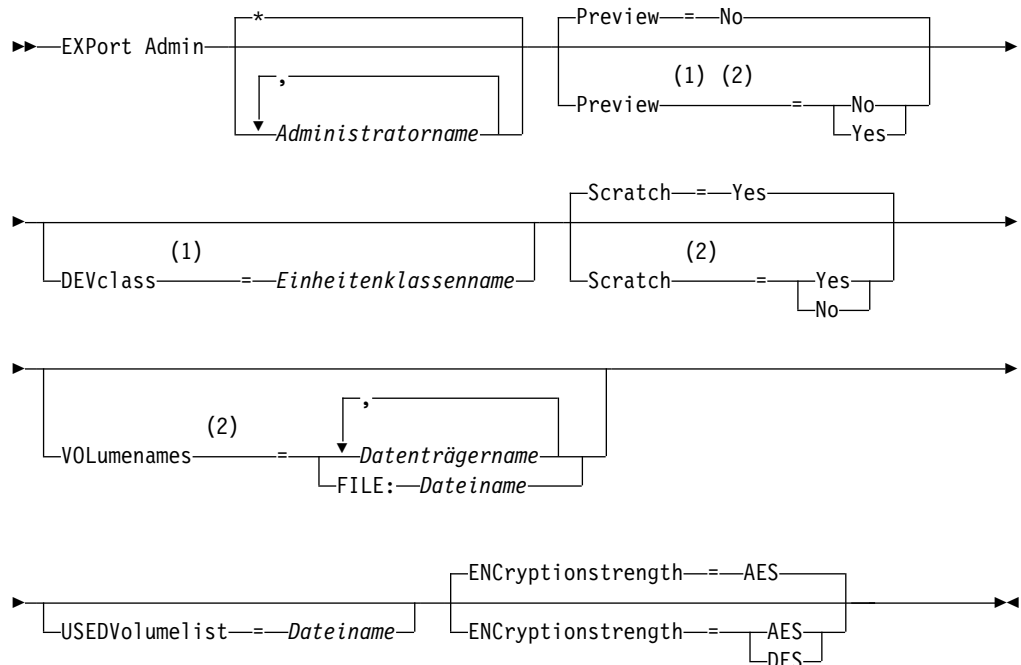 * Preview = No
EXPort Admin
, (1) (2)
Preview = No
Administratorname Yes
Scratch = Yes
(1) (2)
DEVclass = Einheitenklassenname Scratch = Yes
No
,
(2)
VOLumenames = Datenträgername
FILE: Dateiname
ENCryptionstrength = AES
USEDVolumelist = Dateiname ENCryptionstrength = AES
DES